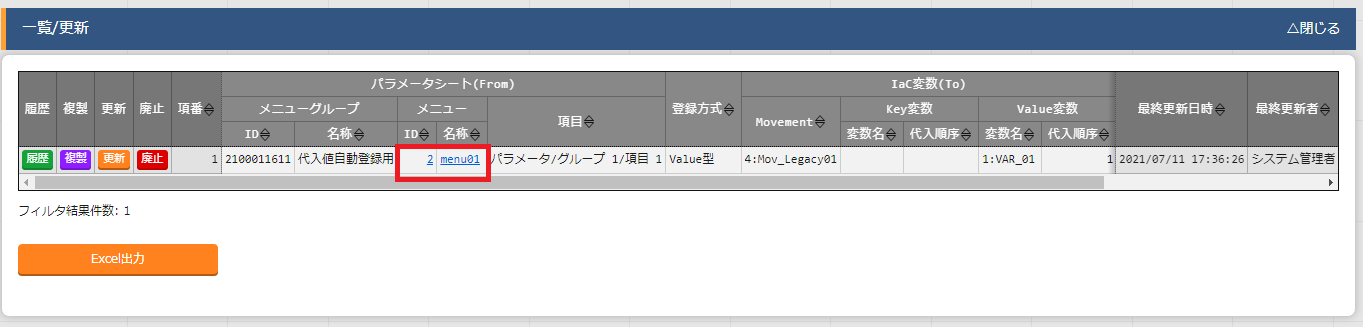 一覧/更新 △閉じる
パラメータシート(From) IaC変数(To)
履歴 複製 更新 廃止 項番 メニューグループ メニュー 項目 登録方式 Movement Key変数 Value変数 最終更新日時 最終更新者
ID 名称 ID 名称 変数名 代入順序 変数名 代入順序
履歴 複製 更新 廃止 1 2100011611 代入値自動登録用 2 menu01 パラメータ/グループ 1/項目 1 Value型 4:Mov_Legacy01 1:VAR_01 1 2021/07/11 17:36:26 システム管理者
フィルタ結果件数: 1
Excel出力